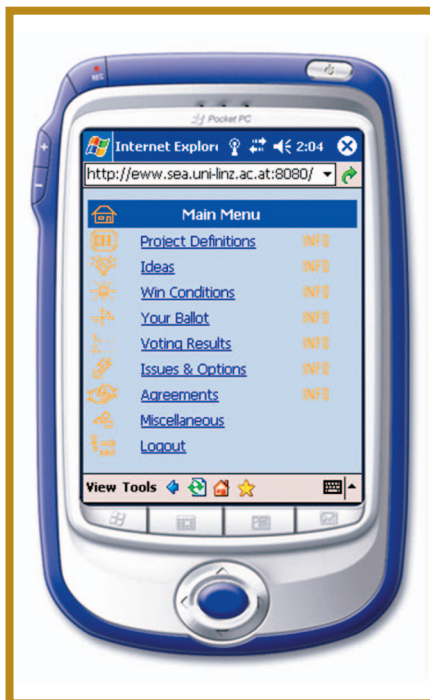 REC
Pocket PC
Internet Explor 2:04
http://eww.sea.uni-linz.ac.at:8080/
Main Menu
Project Definitions INFO
Ideas INFO
Win Conditions INFO
Your Ballot INFO
Voting Results INFO
Issues & Options INFO
Agreements INFO
Miscellaneous
Logout
View Tools